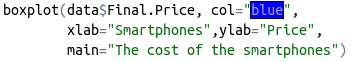 boxplot(data$Final.Price, col="blue",
xlab="Smartphones",ylab="Price",
main="The cost of the smartphones")